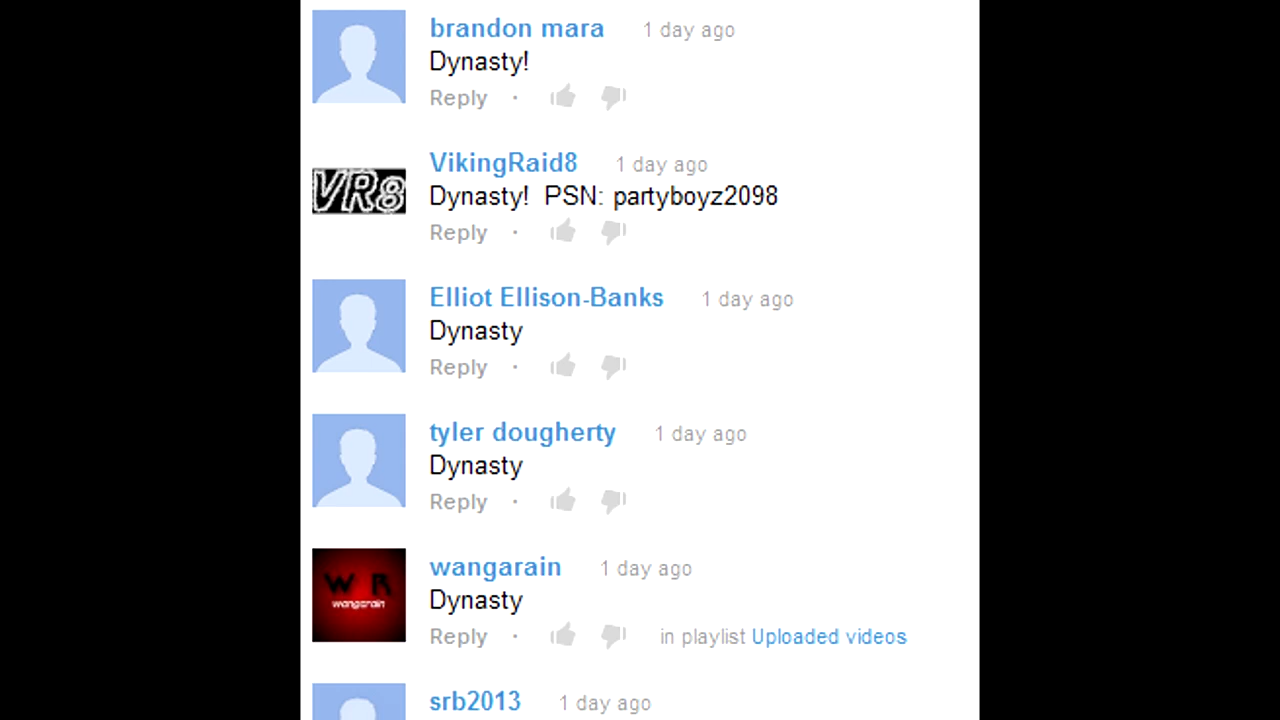 brandon mara 1 day ago
Dynasty!
Reply ·
VikingRaid8 1 day ago
VR8
Dynasty! PSN: partyboyz2098
Reply ·
Elliot Ellison-Banks 1 day ago
Dynasty
Reply ·
tyler dougherty 1 day ago
Dynasty
Reply ·
wangarain 1 day ago
W R
wangarain
Dynasty
Reply · in playlist Uploaded videos
srb2013 1 day ago